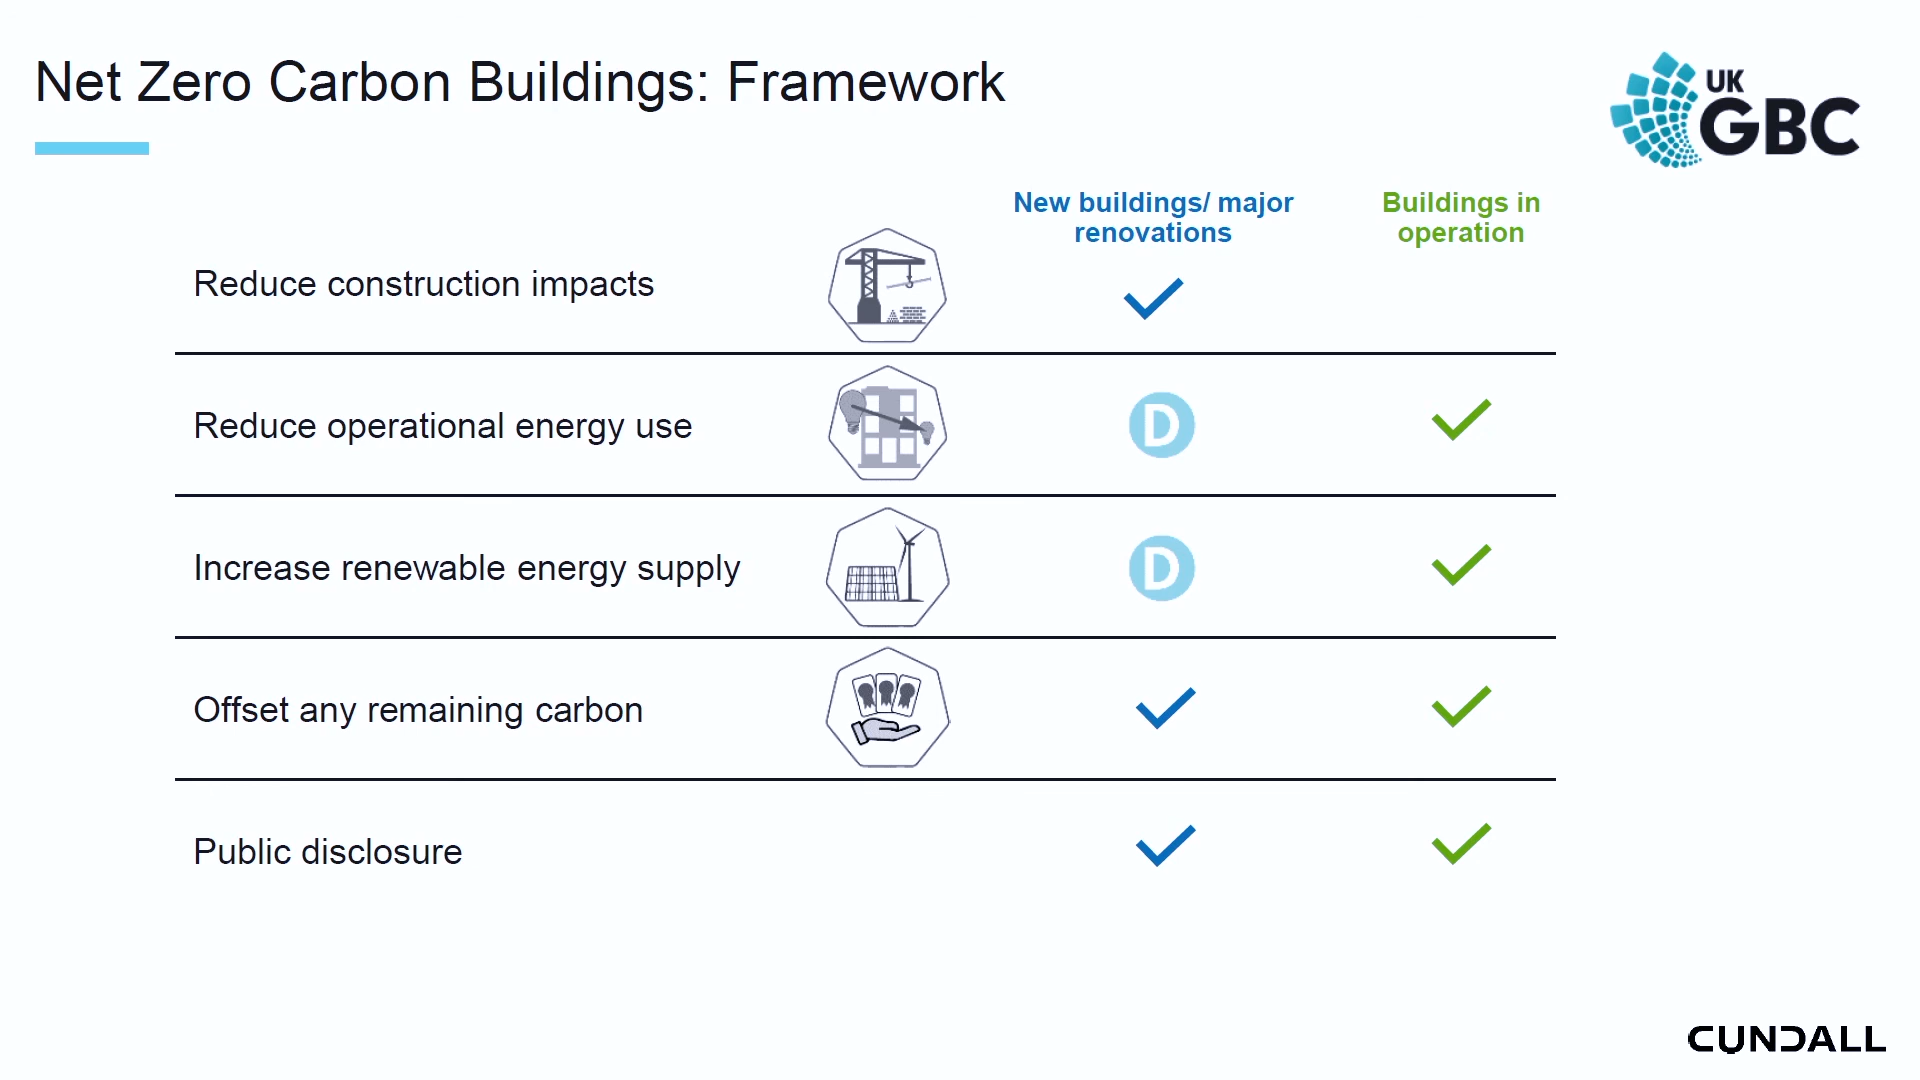 Net Zero Carbon Buildings: Framework
UK
GBC
New buildings/ major
renovations
Buildings in
operation
Reduce construction impacts
Reduce operational energy use
D
Increase renewable energy supply
D
Offset any remaining carbon
Public disclosure
CUNDALL